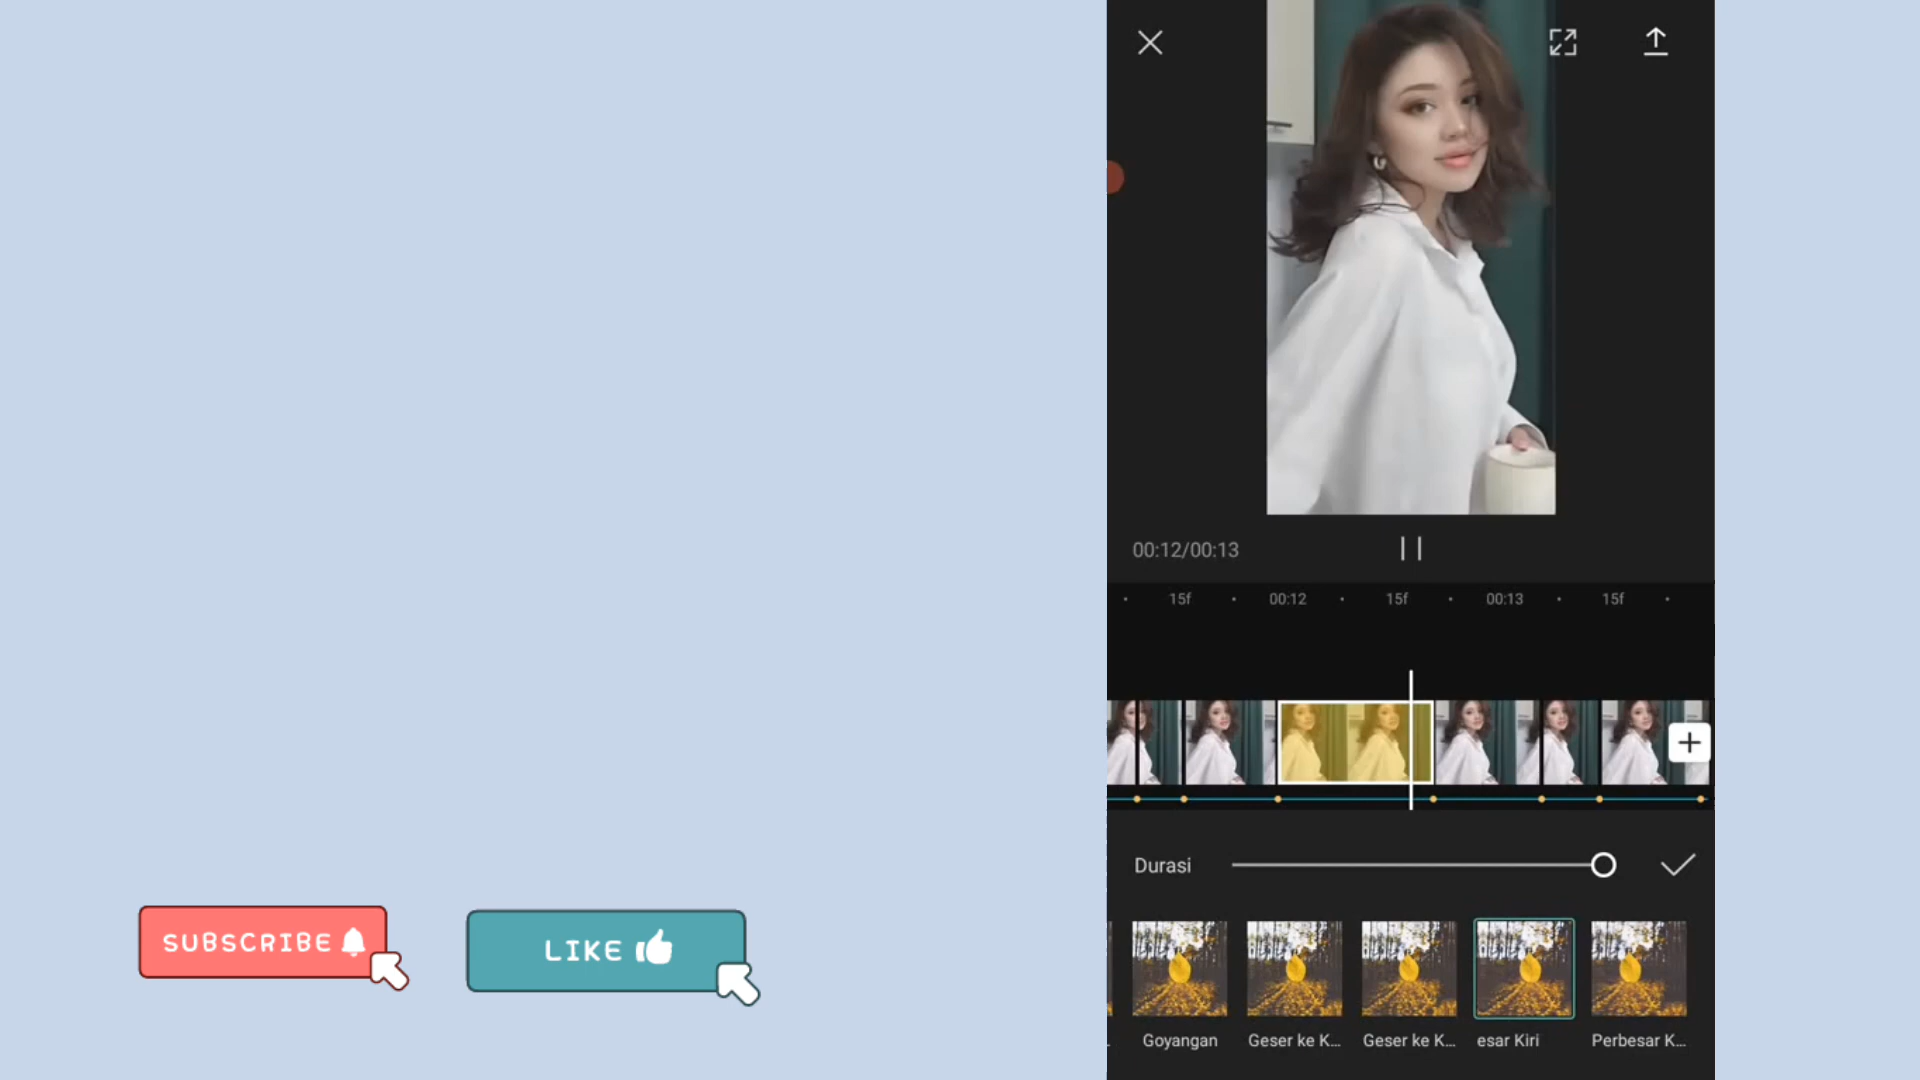 00:12/00:13
15f
00:12
15f
00:13
15f
Durasi
Goyangan
Geser ke K...
Geser ke K...
esar Kiri
Perbesar K...
SUBSCRIBE
LIKE